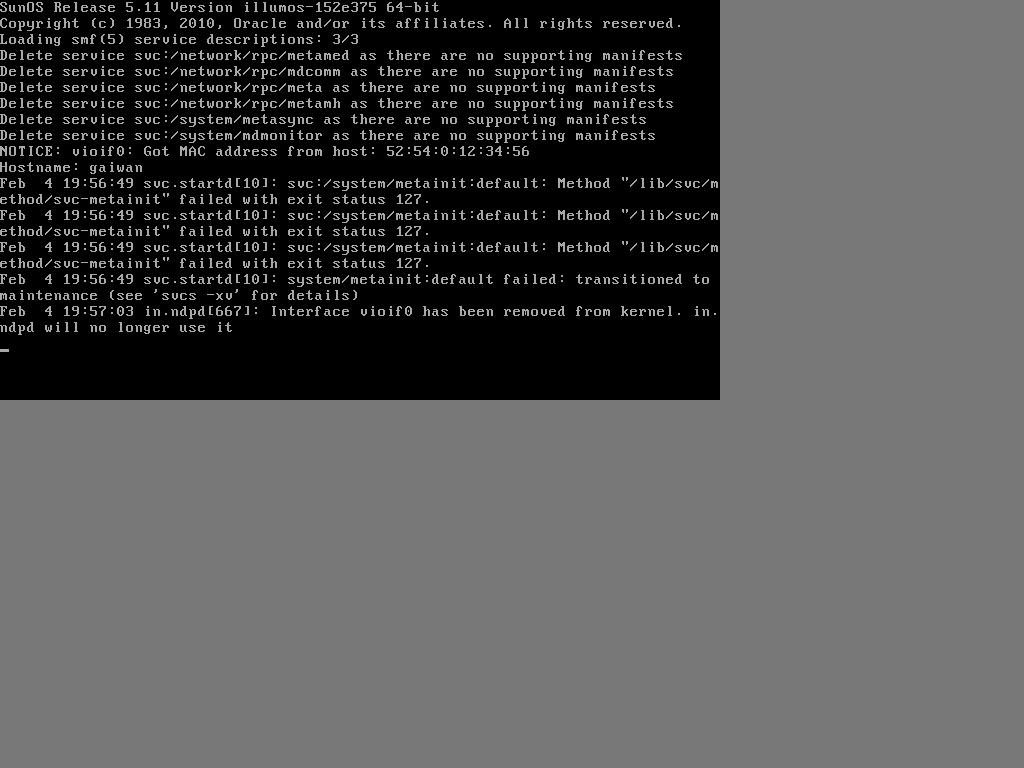 SunOS Release 5.11 Version illumos-152e375 64-bit
Copyright (c) 1983, 2010, Oracle and/or its affiliates. All rights reserved.
Loading smf(5) service descriptions: 3/3
Delete service svc:/network/rpc/metamed as there are no supporting manifests
Delete service svc:/network/rpc/mdcomm as there are no supporting manifests
Delete service svc:/network/rpc/meta as there are no supporting manifests
Delete service svc:/network/rpc/metamh as there are no supporting manifests
Delete service svc:/system/metasync as there are no supporting manifests
Delete service svc:/system/mdmonitor as there are no supporting manifests
NOTICE: vioif0: Got MAC address from host: 52:54:0:12:34:56
Hostname: gaiwan
Feb  4 19:56:49 svc.startd[10]: svc:/system/metainit:default: Method "/lib/svc/m
ethod/svc-metainit" failed with exit status 127.
Feb  4 19:56:49 svc.startd[10]: svc:/system/metainit:default: Method "/lib/svc/m
ethod/svc-metainit" failed with exit status 127.
Feb  4 19:56:49 svc.startd[10]: svc:/system/metainit:default: Method "/lib/svc/m
ethod/svc-metainit" failed with exit status 127.
Feb  4 19:56:49 svc.startd[10]: system/metainit:default failed: transitioned to
maintenance (see 'svcs -xv' for details)
Feb  4 19:57:03 in.ndpd[667]: Interface vioif0 has been removed from kernel. in.
ndpd will no longer use it